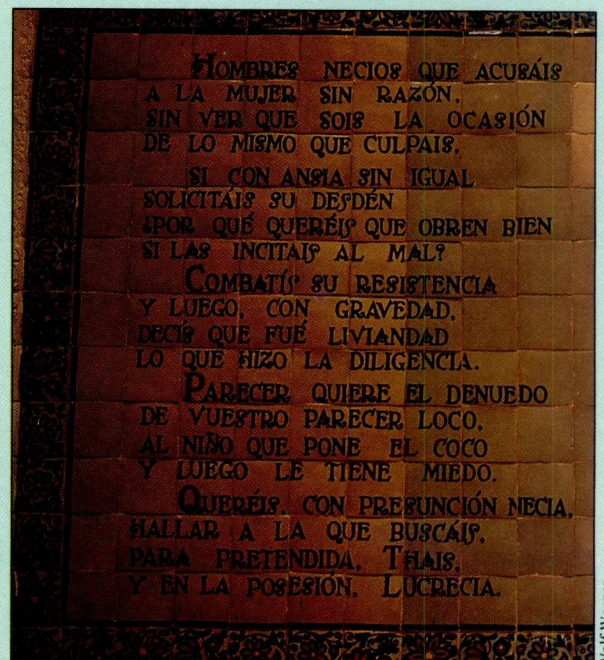 HOMBRES NECIOS QUE ACUSÁIS
A LA MUJER SIN RAZÓN,
SIN VER QUE SOIS LA OCASIÓN
DE LO MISMO QUE CULPÁIS.
SI CON ANSIA SIN IGUAL
SOLICITÁIS SU DESDÉN
¿POR QUÉ QUERÉIS QUE OBREN BIEN
SI LAS INCITAIS AL MAL?
COMBATÍS SU RESISTENCIA
Y LUEGO, CON GRAVEDAD,
DECÍS QUE FUÉ LIVIANDAD
LO QUE HIZO LA DILIGENCIA.
PARECER QUIERE EL DENUEDO
DE VUESTRO PARECER LOCO,
AL NIÑO QUE PONE EL COCO
Y LUEGO LE TIENE MIEDO.
QUERÉIS, CON PRESUNCIÓN NECIA,
HALLAR A LA QUE BUSCÁIS,
PARA PRETENDIDA, THAIS,
Y EN LA POSESIÓN, LUCRECIA.